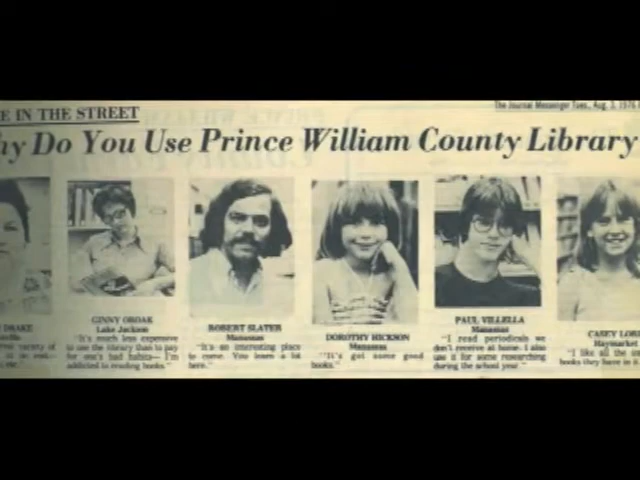 E IN THE STREET
The Journal Messenger Tues., Aug. 3, 1976
hy Do You Use Prince William County Library
DRAKE
GINNY OBOAK
Lake Jackson
"It's much less expensive
to use the library than to pay
for one's bad habits— I'm
addicted to reading books."
ROBERT SLATER
Manassas
"It's an interesting place
to come. You learn a lot
here."
DOROTHY HICKSON
Manassas
"It's got some good
books."
PAUL VILLELLA
Manassas
"I read periodicals we
don't receive at home. I also
use it for some researching
during the school year."
CASEY
Haymarket
"I like all the
books they have in it